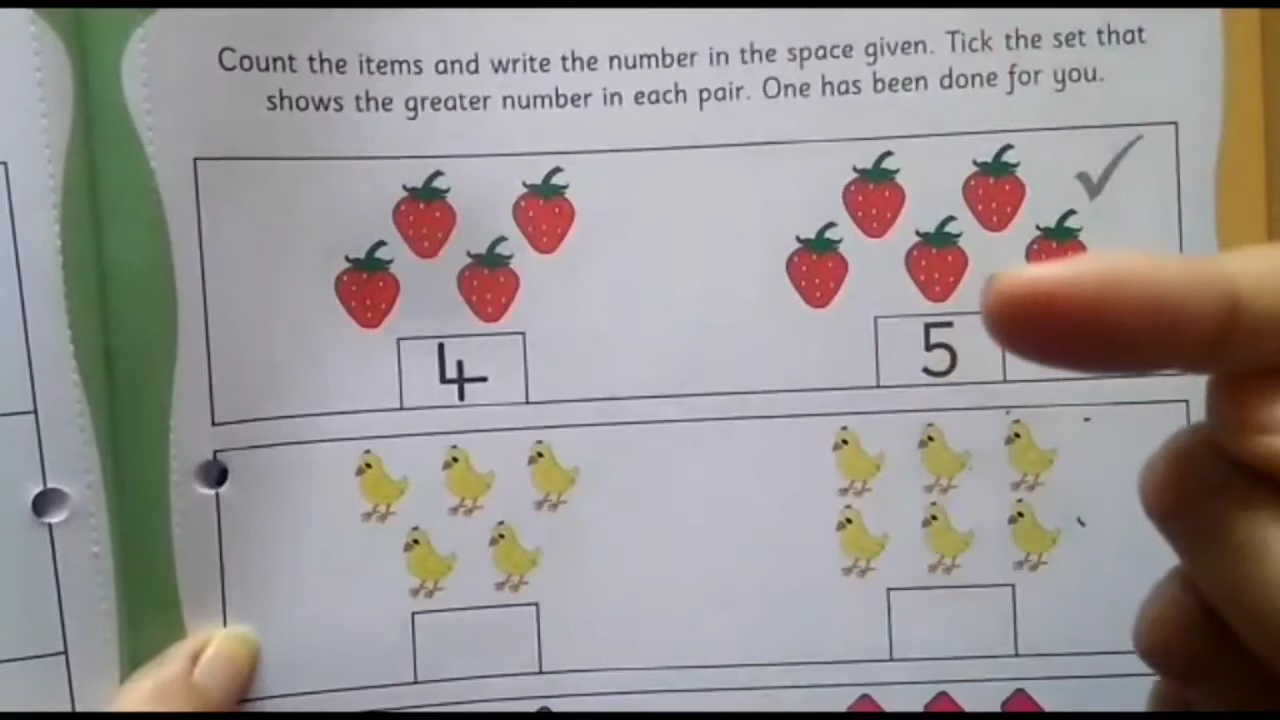 Count the items and write the number in the space given. Tick the set that
shows the greater number in each pair. One has been done for you.
4
5